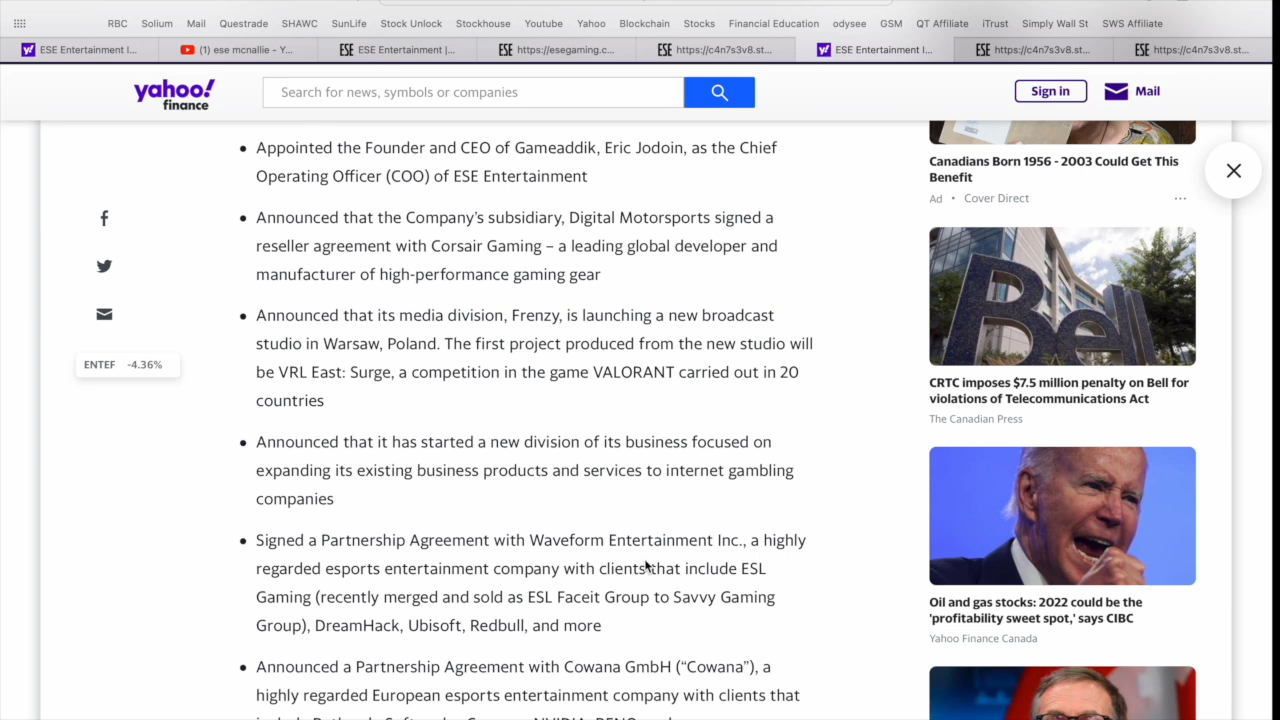 RBC Solium Mail Questrade SHAWC SunLife Stock Unlock Stockhouse Youtube Yahoo Blockchain Stocks Financial Education odysee GSM QT Affiliate iTrust Simply Wall St SWS Affiliate
ESE Entertainment I... (1) ese mcnallie - Y... ESE ESE Entertainment |... ESE https://esegaming.c... ESE https://c4n7s3v8.st... ESE Entertainment I... ESE https://c4n7s3v8.st... ESE https://c4n7s3v8.st...
yahoo!
finance
Search for news, symbols or companies
Sign in
Mail
Appointed the Founder and CEO of Gameaddik, Eric Jodoin, as the Chief
Operating Officer (COO) of ESE Entertainment
Announced that the Company's subsidiary, Digital Motorsports signed a
reseller agreement with Corsair Gaming – a leading global developer and
manufacturer of high-performance gaming gear
ENTEF -4.36%
Announced that its media division, Frenzy, is launching a new broadcast
studio in Warsaw, Poland. The first project produced from the new studio will
be VRL East: Surge, a competition in the game VALORANT carried out in 20
countries
Announced that it has started a new division of its business focused on
expanding its existing business products and services to internet gambling
companies
Signed a Partnership Agreement with Waveform Entertainment Inc., a highly
regarded esports entertainment company with clients that include ESL
Gaming (recently merged and sold as ESL Faceit Group to Savvy Gaming
Group), DreamHack, Ubisoft, Redbull, and more
Announced a Partnership Agreement with Cowana GmbH (“Cowana”), a
highly regarded European esports entertainment company with clients that
Canadians Born 1956 - 2003 Could Get This
Benefit
Ad • Cover Direct ...
Bell
CRTC imposes $7.5 million penalty on Bell for
violations of Telecommunications Act
The Canadian Press
Oil and gas stocks: 2022 could be the
'profitability sweet spot,' says CIBC
Yahoo Finance Canada